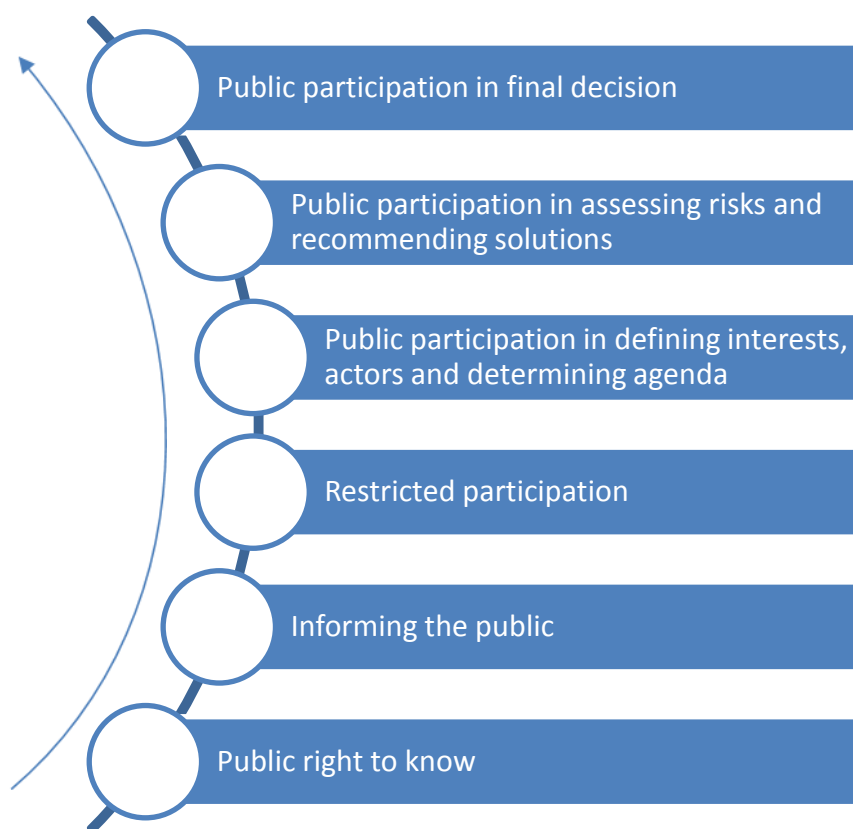 Public participation in final decision
Public participation in assessing risks and
recommending solutions
Public participation in defining interests,
actors and determining agenda
Restricted participation
Informing the public
Public right to know